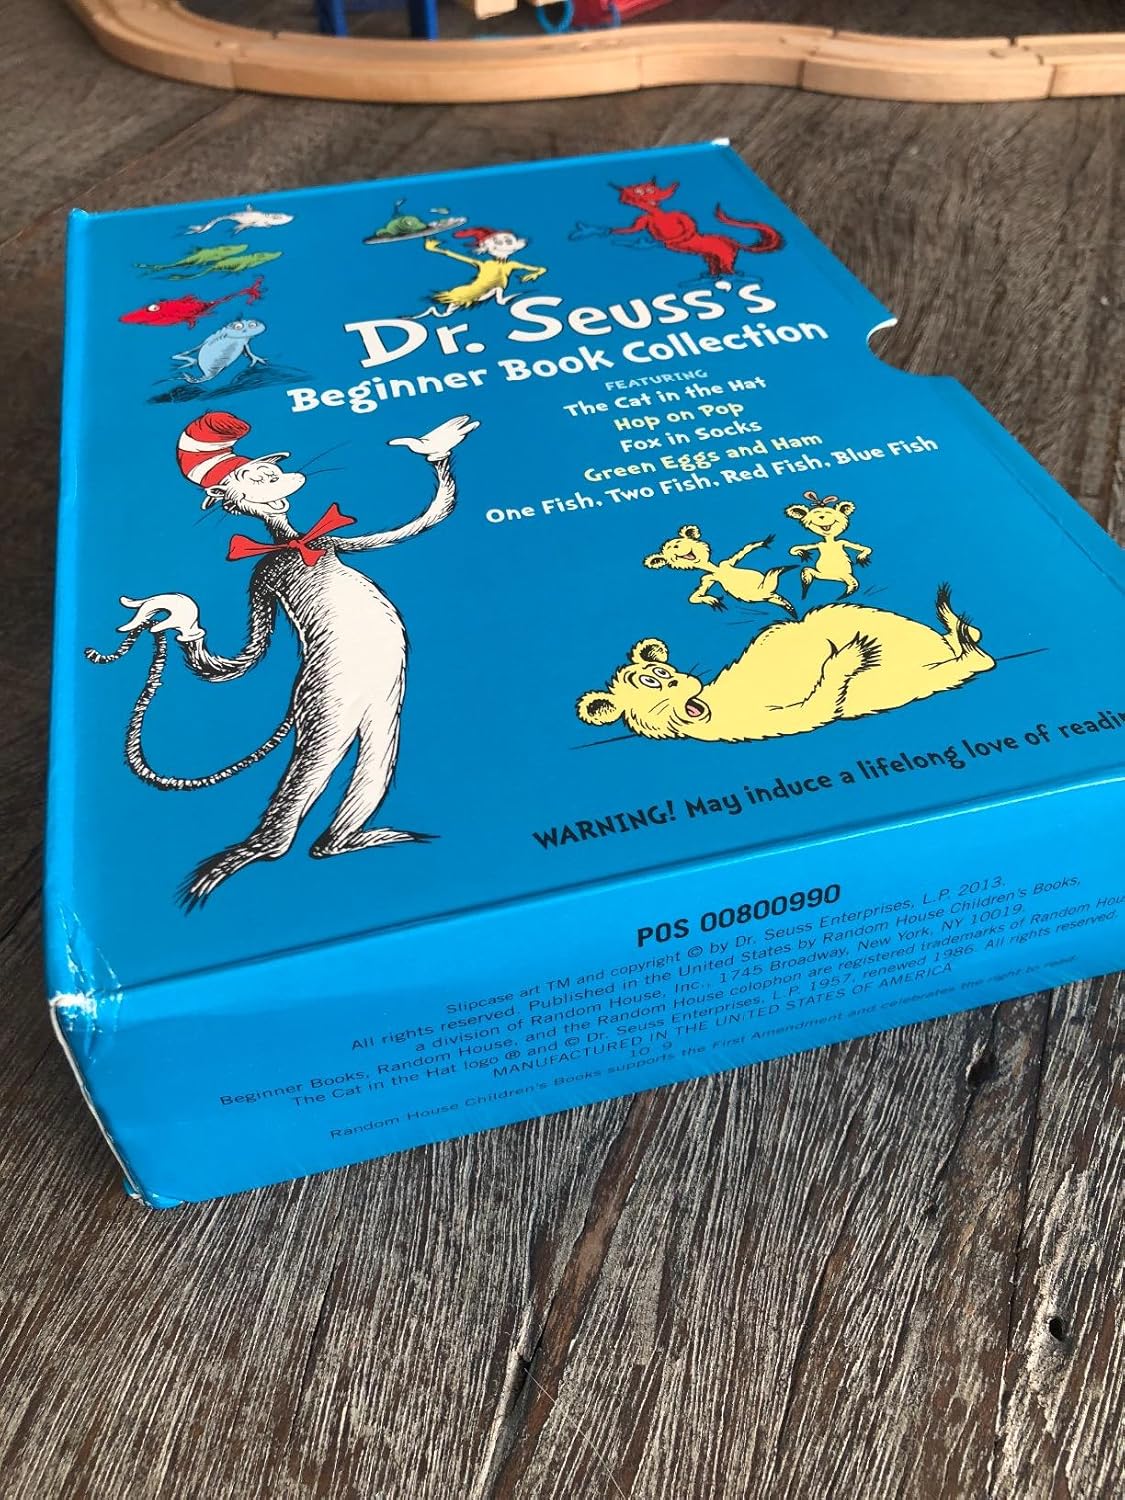 Dr. Seuss's
Beginner Book Collection
FEATURING
The Cat in the Hat
Hop on Pop
Fox in Socks
Green Eggs and Ham
One Fish, Two Fish, Red Fish, Blue Fish
WARNING! May induce a lifelong love of
POS 00800990
Slipcase art TM and copyright © by Dr. Seuss Enterprises, L.P. 2013.
All rights reserved. Published in the United States by Random House Children's Books,
a division of Random House, Inc., 1745 Broadway, New York, NY 10019.
Beginner Books, Random House, and the Random House colophon are registered trademarks of Random
The Cat in the Hat logo ® and © Dr. Seuss Enterprises, L.P. 1957, renewed 1986. All rights reserved.
MANUFACTURED IN THE UNITED STATES OF AMERICA
10 9
Random House Children's Books supports the First Amendment and celebrates the right to read.